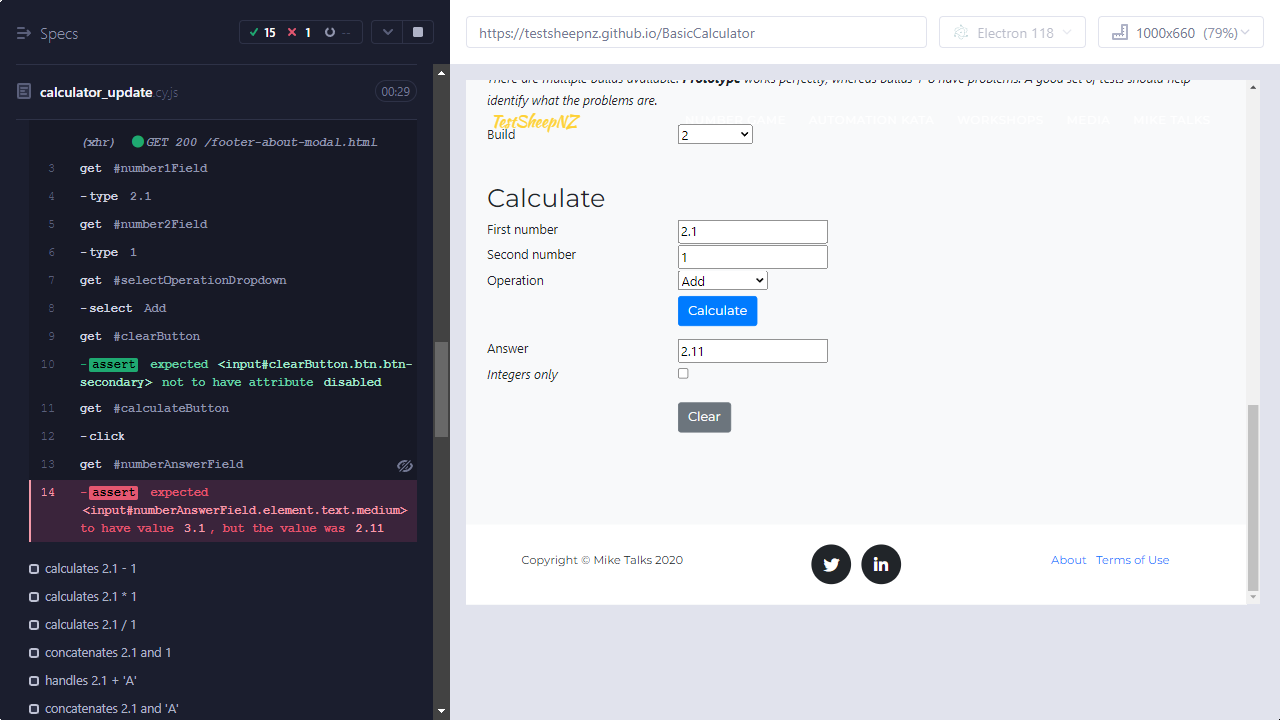 Specs
15 1 --
calculator_update.cy.js 00:29
(xhr) GET 200 /footer-about-modal.html
3 get #number1Field
4 -type 2.1
5 get #number2Field
6 -type 1
7 get #selectOperationDropdown
8 -select Add
9 get #clearButton
10 -assert expected <input#clearButton.btn.btn-
secondary> not to have attribute disabled
11 get #calculateButton
12 -click
13 get #numberAnswerField
14 -assert expected
<input#numberAnswerField.element.text.medium>
to have value 3.1, but the value was 2.11
calculates 2.1 - 1
calculates 2.1 * 1
calculates 2.1 / 1
concatenates 2.1 and 1
handles 2.1 + 'A'
concatenates 2.1 and 'A'
https://testsheepnz.github.io/BasicCalculator
Electron 118
1000x660 (79%)
There are multiple builds available. Prototype works perfectly, whereas builds 1-9 have problems. A good set of tests should help
identify what the problems are.
TestSheepNZ
AUTOMATION PATH WORKSHOPS MEDIA MIKE TALKS
Build 2
Calculate
First number 2.1
Second number 1
Operation Add
Calculate
Answer 2.11
Integers only
Clear
Copyright © Mike Talks 2020
About Terms of Use